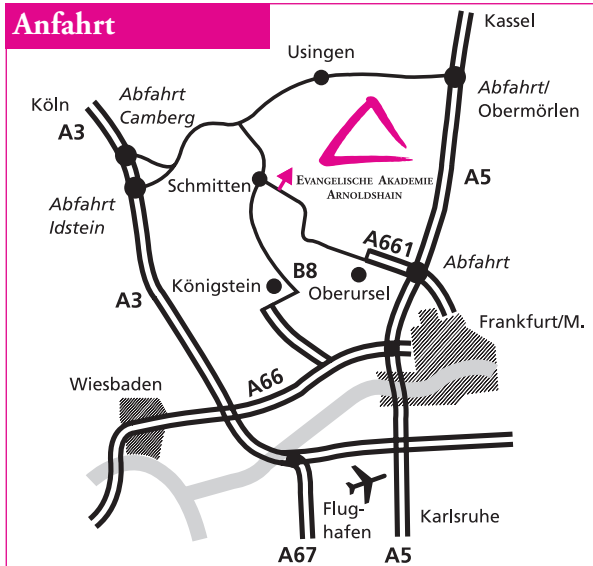 Anfahrt
Kassel
Usingen
Abfahrt
Camberg
Köln
A3
Abfahrt/
Obermörlen
Schmitten
EVANGELISCHE AKADEMIE
ARNOLDSHAIN
A5
Abfahrt
Idstein
A661
Abfahrt
B8
Königstein
Oberursel
A3
Frankfurt/M.
A66
Wiesbaden
Flug-
hafen
Karlsruhe
A67
A5